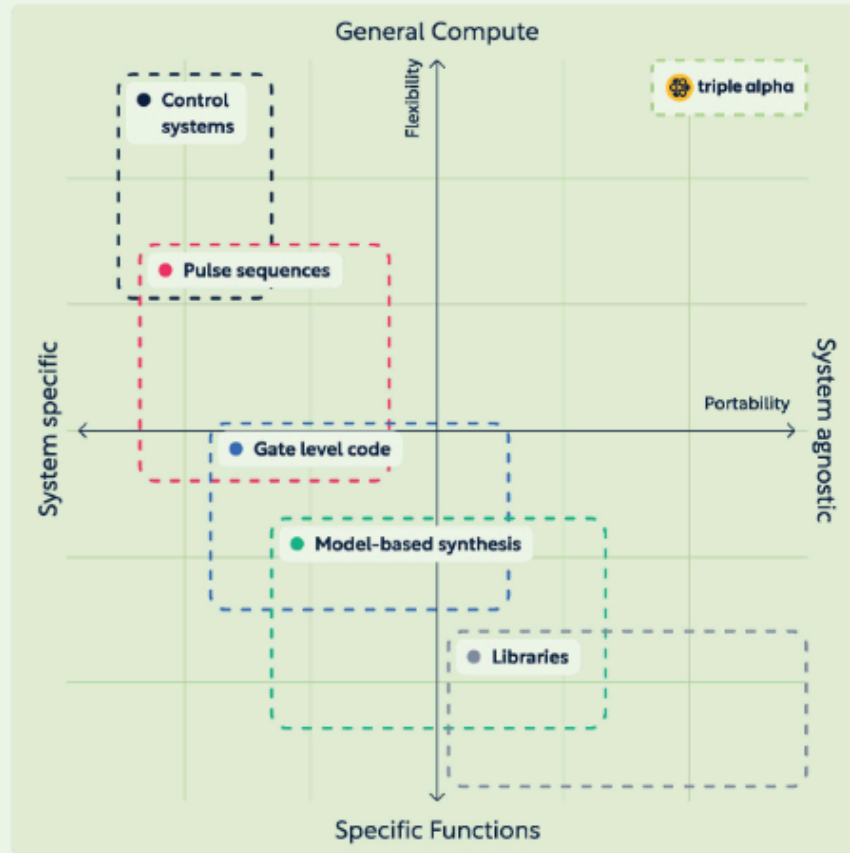 General Compute
Flexibility
Control
systems
triple alpha
Pulse sequences
System specific
Portability
System agnostic
Gate level code
Model-based synthesis
Libraries
Specific Functions